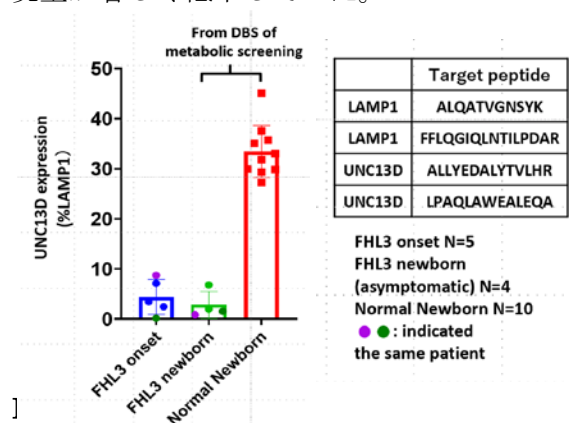 From DBS of
metabolic screening
UNC13D expression
(%LAMP1)
50
40
30
20
10
0
FHL3 onset
FHL3 newborn
Normal Newborn
Target peptide
LAMP1 ALQATVGNSYK
LAMP1 FFLQGIQLNTILPDAR
UNC13D ALLYEDALYTVLHR
UNC13D LPAQLAWEALEQA
FHL3 onset N=5
FHL3 newborn
(asymptomatic) N=4
Normal Newborn N=10
: indicated
the same patient
]